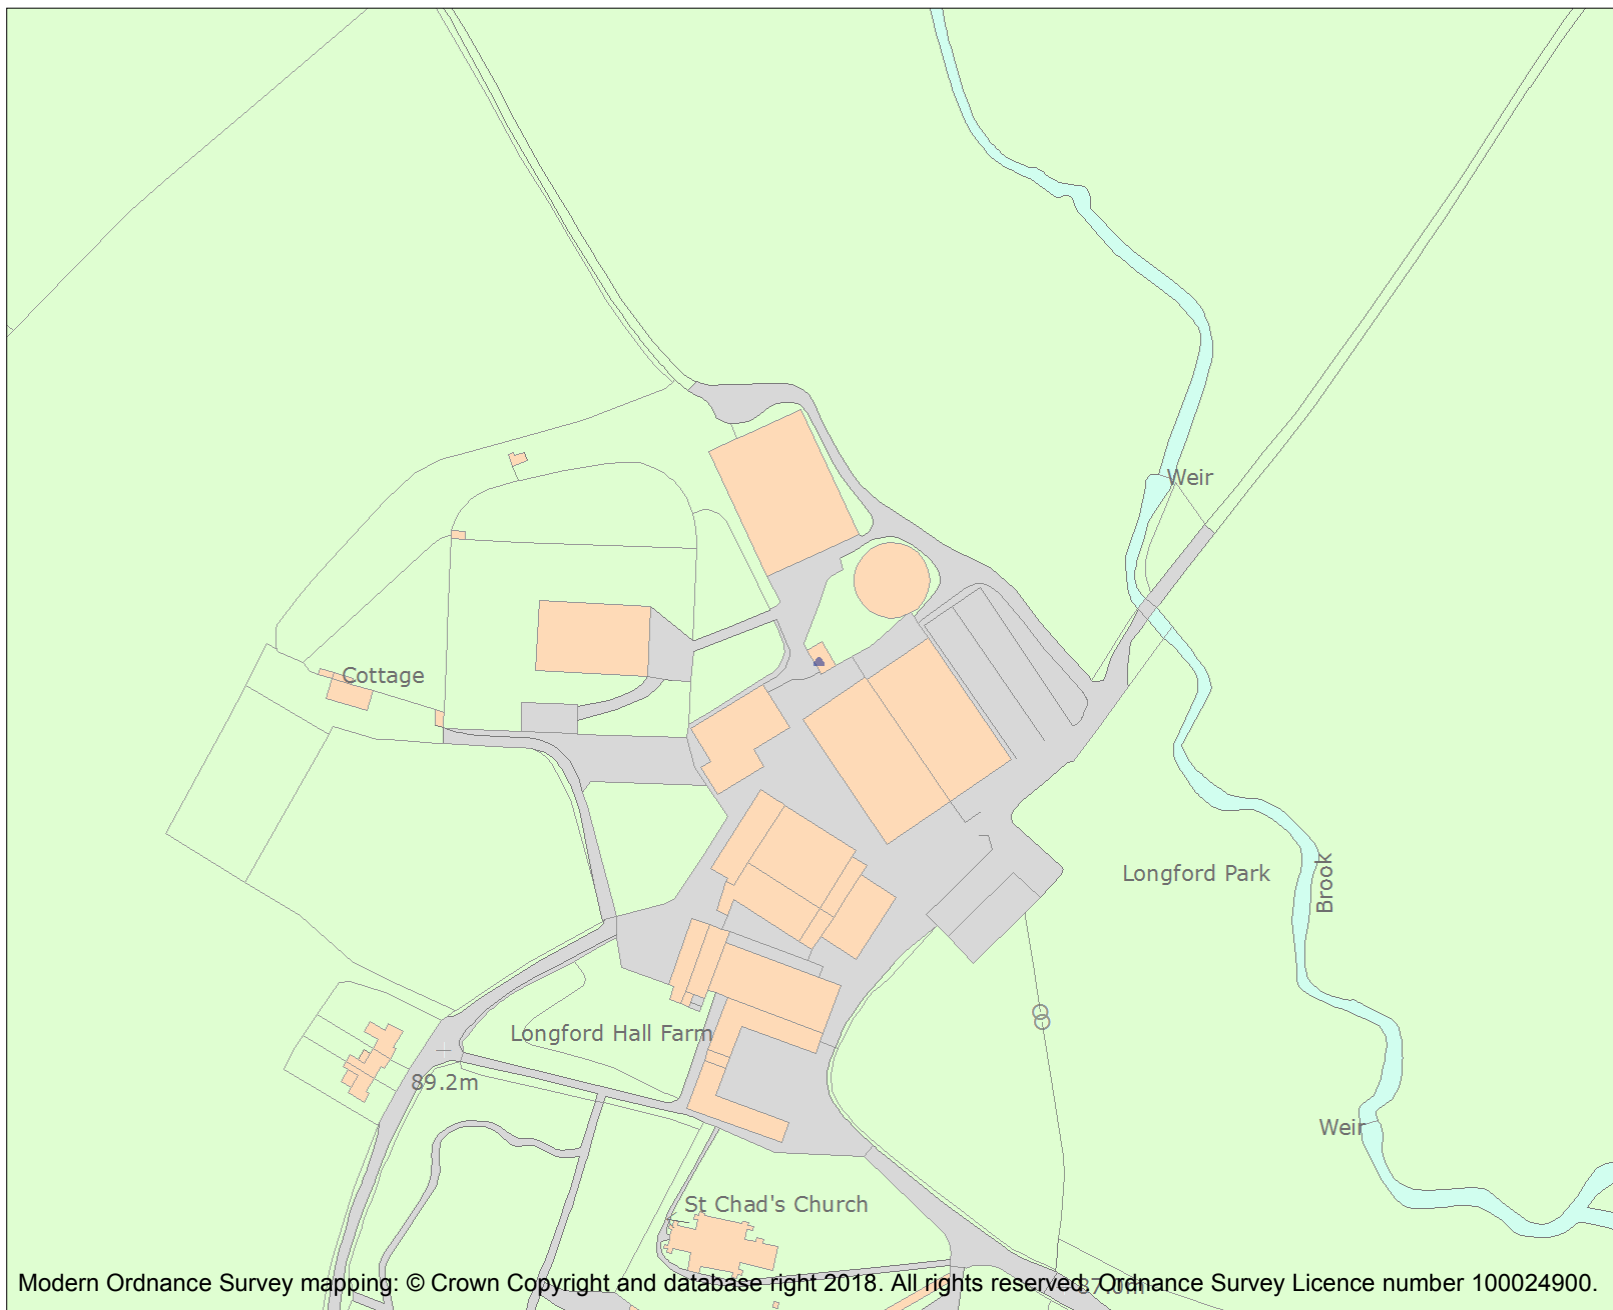 Weir
Cottage
Longford Park
Brook
Longford Hall Farm
89.2m
Weir
St Chad's Church
Modern Ordnance Survey mapping: © Crown Copyright and database right 2018. All rights reserved. Ordnance Survey Licence number 100024900.